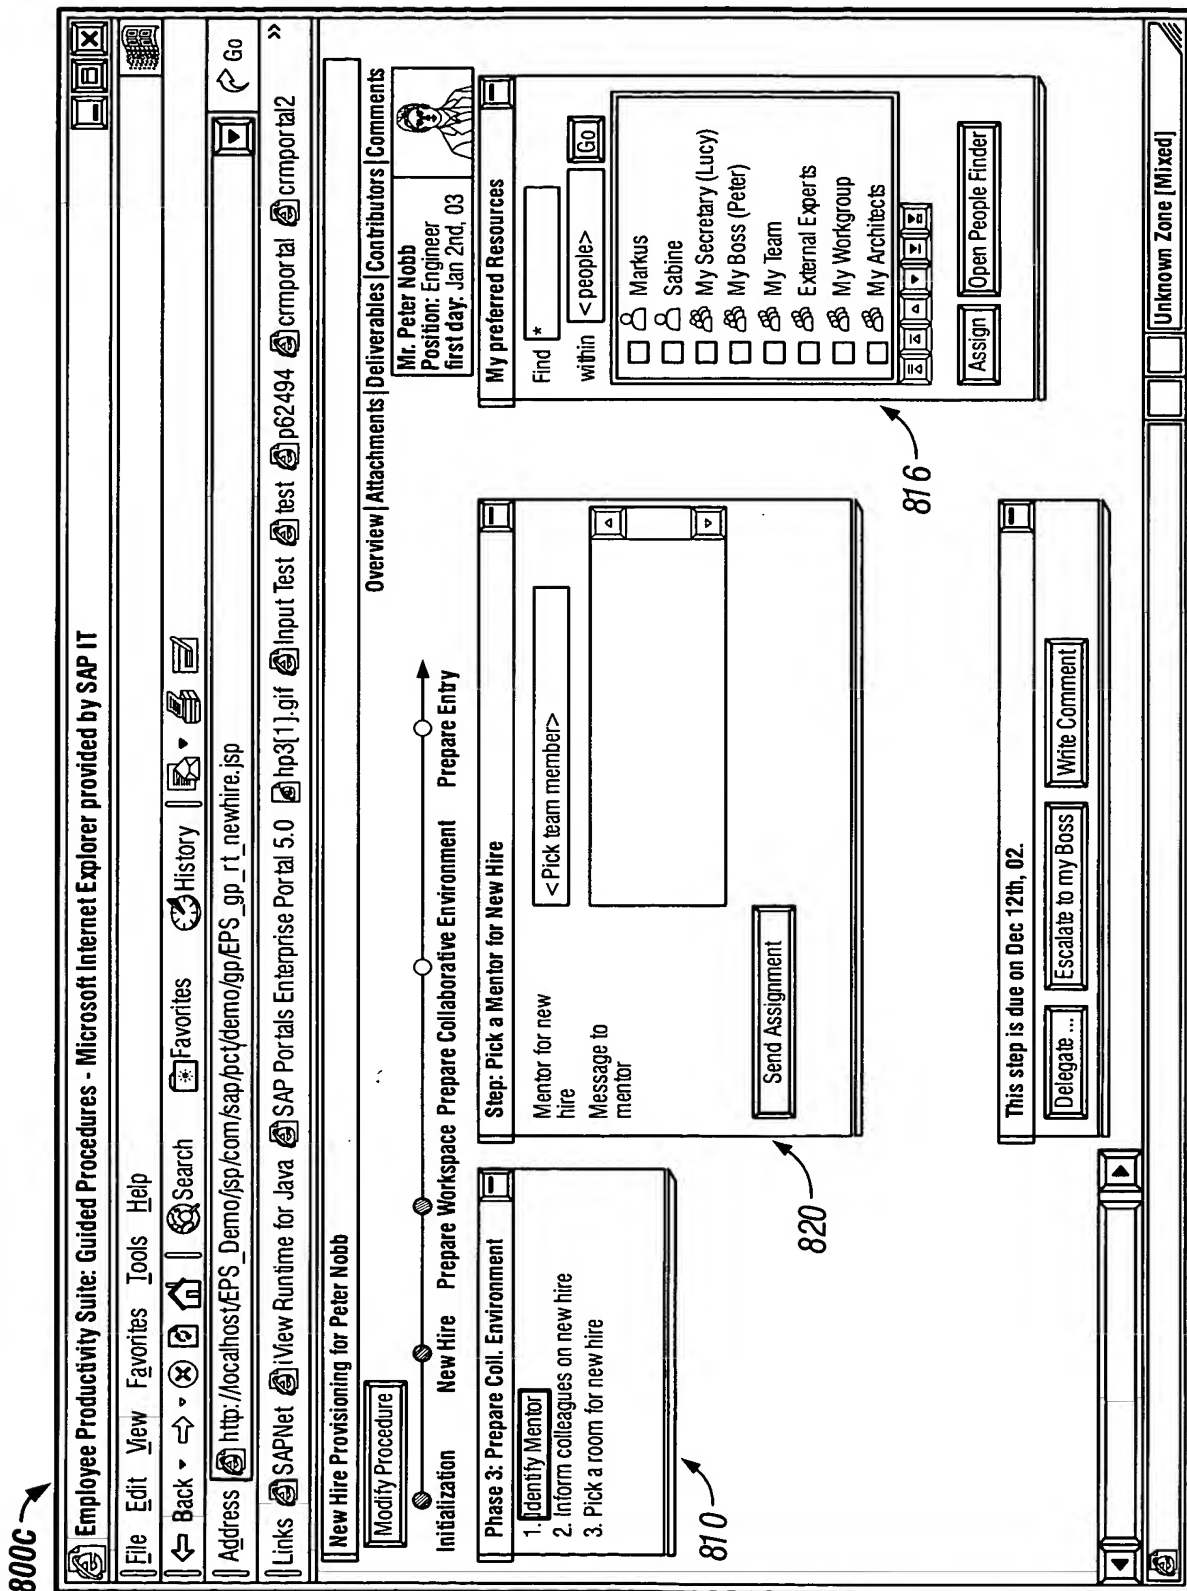 800c
Employee Productivity Suite: Guided Procedures - Microsoft Internet Explorer provided by SAP IT
File Edit View Favorites Tools Help
Back Search Favorites History
Address http://localhost/EPS_Demo/jsp/com/sap/pct/demo/gp/EPS_gp_rt_newhire.jsp Go
Links SAPNet iView Runtime for Java SAP Portals Enterprise Portal 5.0 hp3[1].gif Input Test test p62494 crmportal crmportal2 »
New Hire Provisioning for Peter Nobb
Overview|Attachments|Deliverables|Contributors|Comments
Modify Procedure
Mr. Peter Nobb
Position: Engineer
first day: Jan 2nd, 03
Initialization New Hire Prepare Workspace Prepare Collaborative Environment Prepare Entry
Phase 3: Prepare Coll. Environment
1. Identify Mentor
2. Inform colleagues on new hire
3. Pick a room for new hire
810
Step: Pick a Mentor for New Hire
Mentor for new
hire
<Pick team member>
Message to
mentor
Send Assignment
820
My preferred Resources
Find *
within <people> Go
Markus
Sabine
My Secretary (Lucy)
My Boss (Peter)
My Team
External Experts
My Workgroup
My Architects
Assign Open People Finder
816
This step is due on Dec 12th, 02.
Delegate ... Escalate to my Boss Write Comment
Unknown Zone [Mixed]